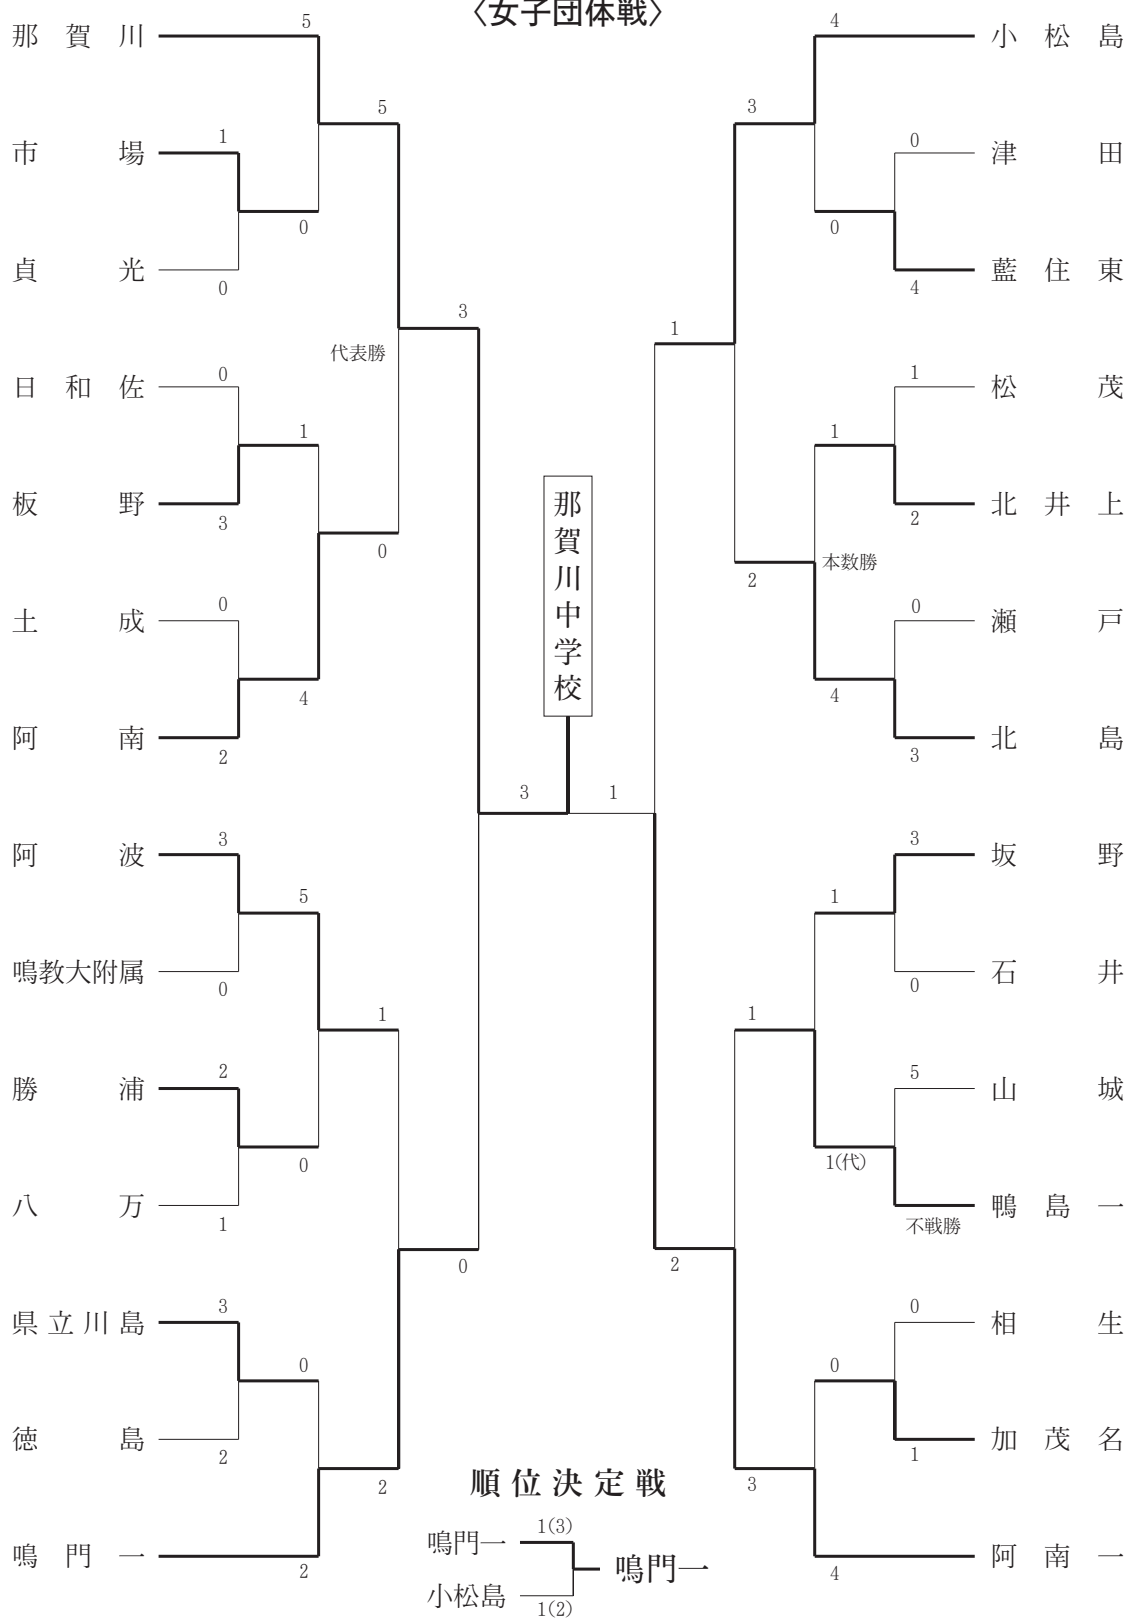 〈女子団体戦〉
那賀川
5
5
市場
1
0
貞光
0
代表勝
3
日和佐
0
1
板野
3
0
土成
0
4
阿南
2
3
阿波
3
5
鳴教大附属
0
1
勝浦
2
0
八万
1
0
県立川島
3
0
徳島
2
2
鳴門一
2
那賀川中学校
小松島
4
3
津田
0
0
藍住東
4
1
松茂
1
1
北井上
2
本数勝
2
瀬戸
0
4
北島
3
1
坂野
3
1
石井
0
1
山城
5
1(代)
鴨島一
不戦勝
2
相生
0
0
加茂名
1
3
阿南一
4
順位決定戦
鳴門一 1(3)
鳴門一
小松島 1(2)